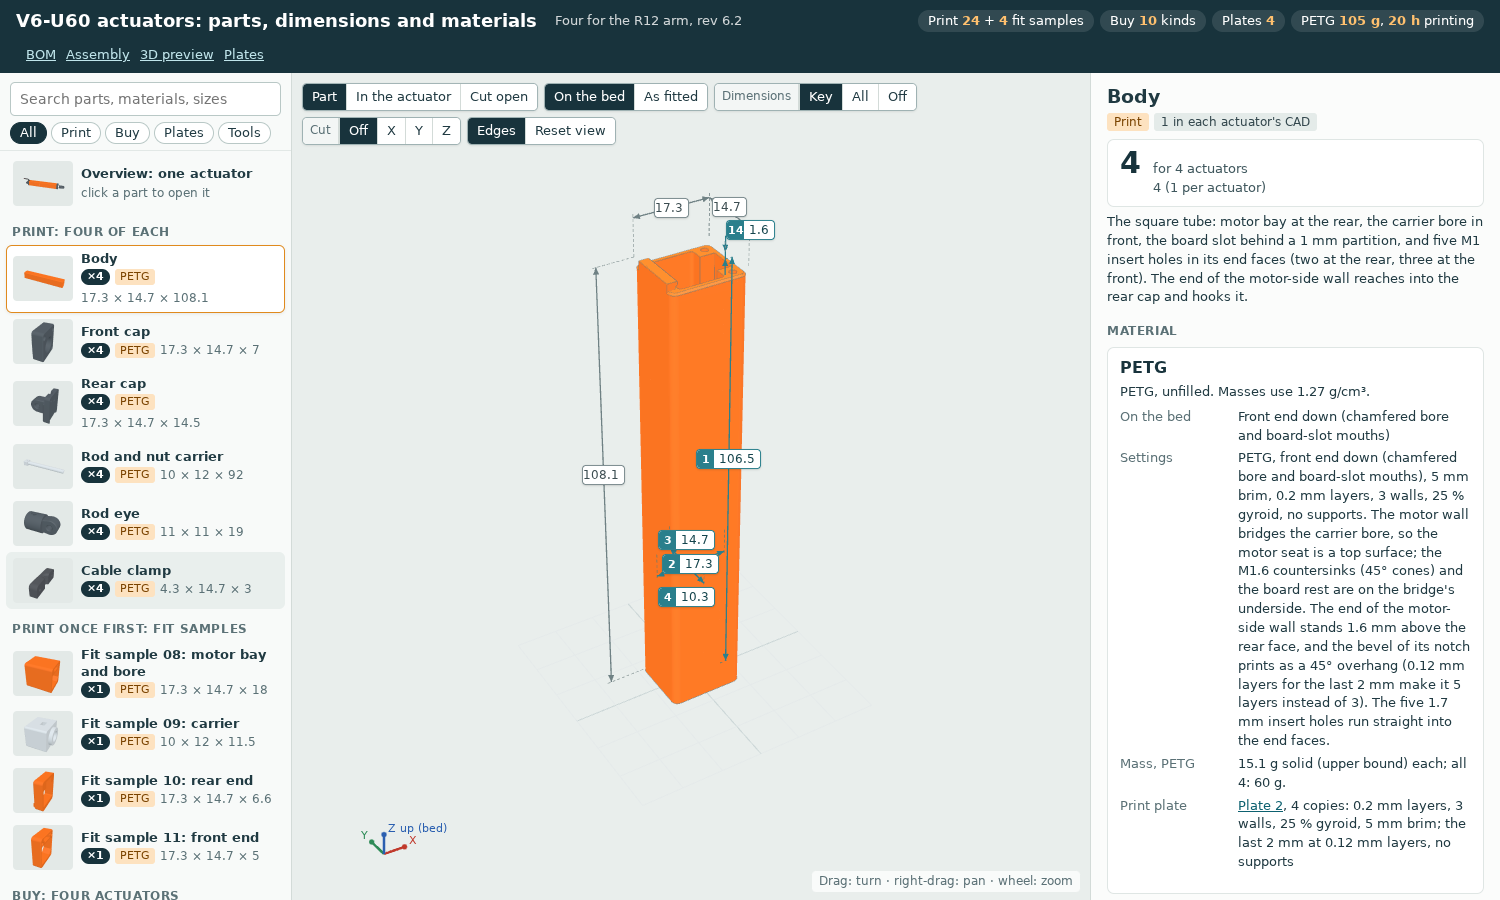 V6-U60 actuators: parts, dimensions and materials
Four for the R12 arm, rev 6.2
Print 24 + 4 fit samples
Buy 10 kinds
Plates 4
PETG 105 g, 20 h printing
BOM Assembly 3D preview Plates
Search parts, materials, sizes
All Print Buy Plates Tools
Overview: one actuator
click a part to open it
PRINT: FOUR OF EACH
Body
×4 PETG
17.3 × 14.7 × 108.1
Front cap
×4 PETG 17.3 × 14.7 × 7
Rear cap
×4 PETG
17.3 × 14.7 × 14.5
Rod and nut carrier
×4 PETG 10 × 12 × 92
Rod eye
×4 PETG 11 × 11 × 19
Cable clamp
×4 PETG 4.3 × 14.7 × 3
PRINT ONCE FIRST: FIT SAMPLES
Fit sample 08: motor bay
and bore
×1 PETG 17.3 × 14.7 × 18
Fit sample 09: carrier
×1 PETG 10 × 12 × 11.5
Fit sample 10: rear end
×1 PETG 17.3 × 14.7 × 6.6
Fit sample 11: front end
×1 PETG 17.3 × 14.7 × 5
BUY: FOUR ACTUATORS
Part In the actuator Cut open
On the bed As fitted
Dimensions Key All Off
Cut Off X Y Z
Edges Reset view
17.3
14.7
14 1.6
1 106.5
108.1
3 14.7
2 17.3
4 10.3
Y
Z up (bed)
X
Drag: turn · right-drag: pan · wheel: zoom
Body
Print 1 in each actuator's CAD
4 for 4 actuators
4 (1 per actuator)
The square tube: motor bay at the rear, the carrier bore in
front, the board slot behind a 1 mm partition, and five M1
insert holes in its end faces (two at the rear, three at the
front). The end of the motor-side wall reaches into the
rear cap and hooks it.
MATERIAL
PETG
PETG, unfilled. Masses use 1.27 g/cm³.
On the bed Front end down (chamfered bore
and board-slot mouths)
Settings PETG, front end down (chamfered
bore and board-slot mouths), 5 mm
brim, 0.2 mm layers, 3 walls, 25 %
gyroid, no supports. The motor wall
bridges the carrier bore, so the
motor seat is a top surface; the
M1.6 countersinks (45° cones) and
the board rest are on the bridge's
underside. The end of the motor-
side wall stands 1.6 mm above the
rear face, and the bevel of its notch
prints as a 45° overhang (0.12 mm
layers for the last 2 mm make it 5
layers instead of 3). The five 1.7
mm insert holes run straight into
the end faces.
Mass, PETG 15.1 g solid (upper bound) each; all
4: 60 g.
Print plate Plate 2, 4 copies: 0.2 mm layers, 3
walls, 25 % gyroid, 5 mm brim; the
last 2 mm at 0.12 mm layers, no
supports